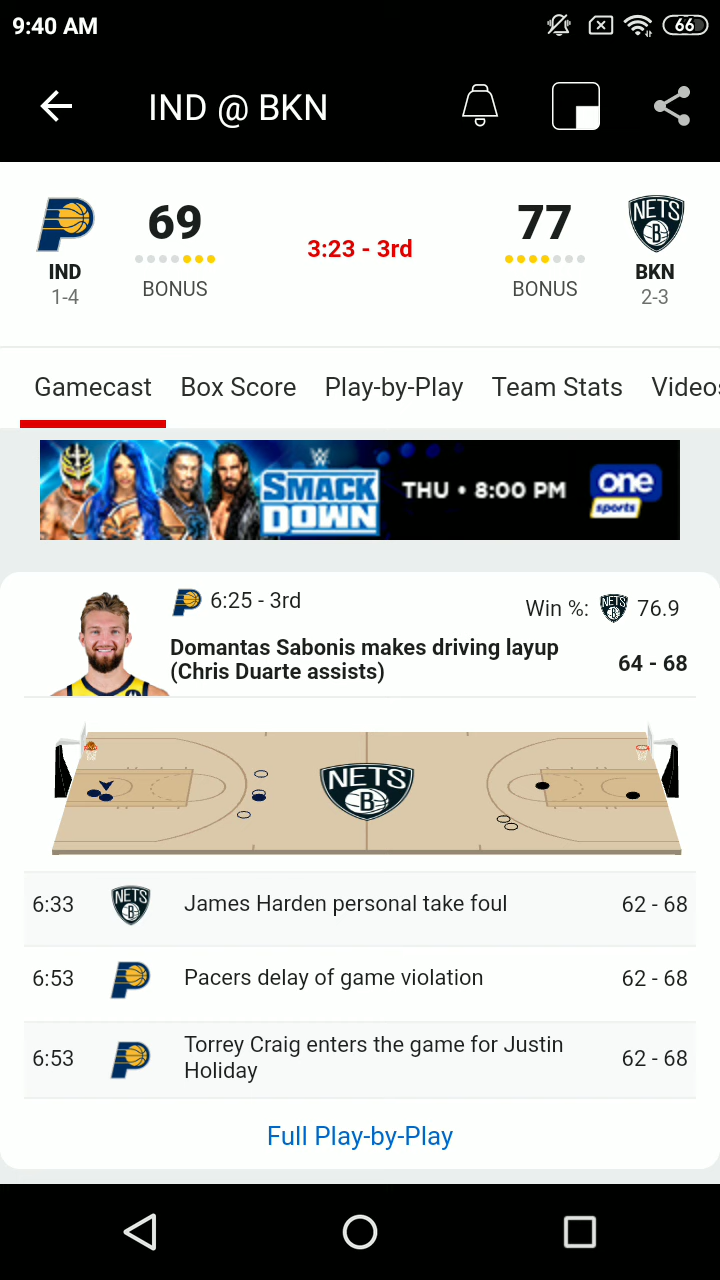 9:40 AM
66
IND @ BKN
69
77
3:23 - 3rd
NETS
B
IND
BKN
1-4
BONUS
BONUS
2-3
Gamecast
Box Score
Play-by-Play
Team Stats
Videos
W
SMACK
DOWN
THU • 8:00 PM
one
sports
6:25 - 3rd
Win %:
NETS
B
76.9
Domantas Sabonis makes driving layup
(Chris Duarte assists)
64 - 68
NETS
B
6:33
NETS
B
James Harden personal take foul
62 - 68
6:53
Pacers delay of game violation
62 - 68
6:53
Torrey Craig enters the game for Justin
Holiday
62 - 68
Full Play-by-Play